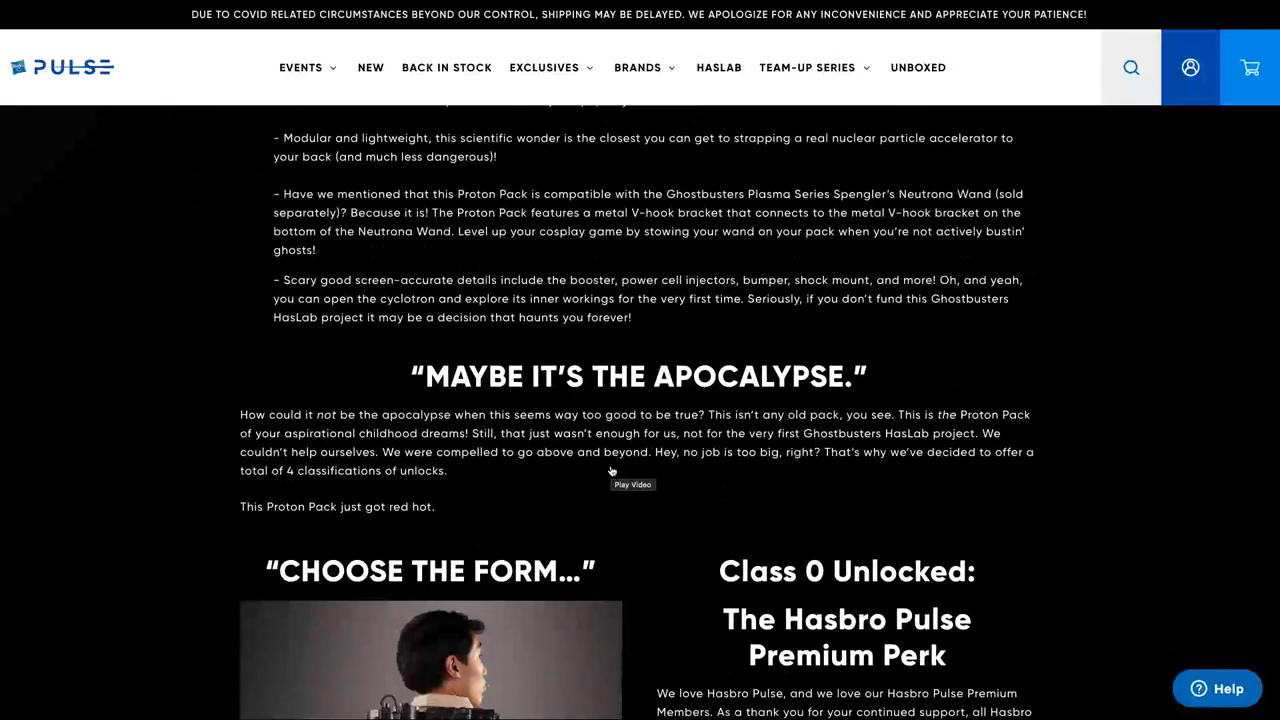 DUE TO COVID RELATED CIRCUMSTANCES BEYOND OUR CONTROL, SHIPPING MAY BE DELAYED. WE APOLOGIZE FOR ANY INCONVENIENCE AND APPRECIATE YOUR PATIENCE!
PULSE
EVENTS NEW BACK IN STOCK EXCLUSIVES BRANDS HASLAB TEAM-UP SERIES UNBOXED
- Modular and lightweight, this scientific wonder is the closest you can get to strapping a real nuclear particle accelerator to
your back (and much less dangerous)!
- Have we mentioned that this Proton Pack is compatible with the Ghostbusters Plasma Series Spengler's Neutrona Wand (sold
separately)? Because it is! The Proton Pack features a metal V-hook bracket that connects to the metal V-hook bracket on the
bottom of the Neutrona Wand. Level up your cosplay game by stowing your wand on your pack when you're not actively bustin'
ghosts!
- Scary good screen-accurate details include the booster, power cell injectors, bumper, shock mount, and more! Oh, and yeah,
you can open the cyclotron and explore its inner workings for the very first time. Seriously, if you don't fund this Ghostbusters
HasLab project it may be a decision that haunts you forever!
“MAYBE IT’S THE APOCALYPSE.”
How could it not be the apocalypse when this seems way too good to be true? This isn't any old pack, you see. This is the Proton Pack
of your aspirational childhood dreams! Still, that just wasn't enough for us, not for the very first Ghostbusters HasLab project. We
couldn't help ourselves. We were compelled to go above and beyond. Hey, no job is too big, right? That's why we've decided to offer a
total of 4 classifications of unlocks.
Play Video
This Proton Pack just got red hot.
“CHOOSE THE FORM...”
Class 0 Unlocked:
The Hasbro Pulse
Premium Perk
We love Hasbro Pulse, and we love our Hasbro Pulse Premium
Members. As a thank you for your continued support, all Hasbro
Help